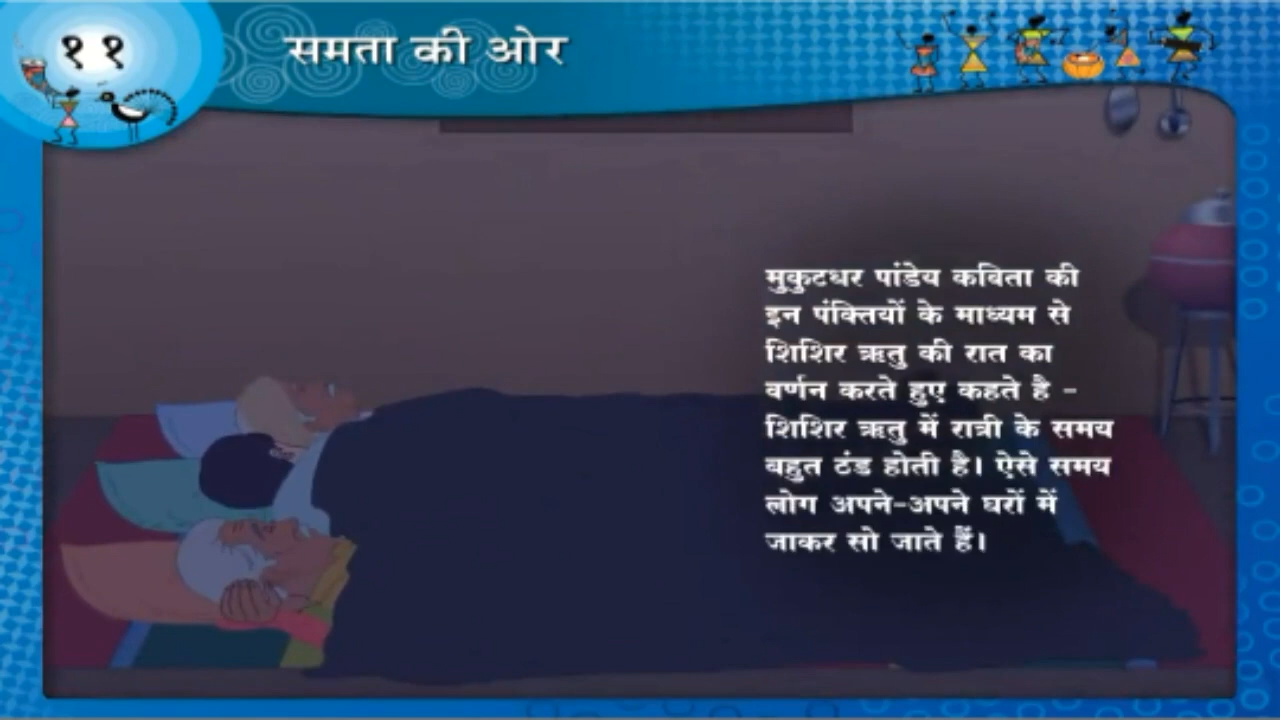 ११
समता की ओर
मुकुटधर पांडेय कविता की
इन पंक्तियों के माध्यम से
शिशिर ऋतु की रात का
वर्णन करते हुए कहते है -
शिशिर ऋतु में रात्री के समय
बहुत टंड होती है। ऐसे समय
लोग अपने-अपने घरों में
जाकर सो जाते हैं।